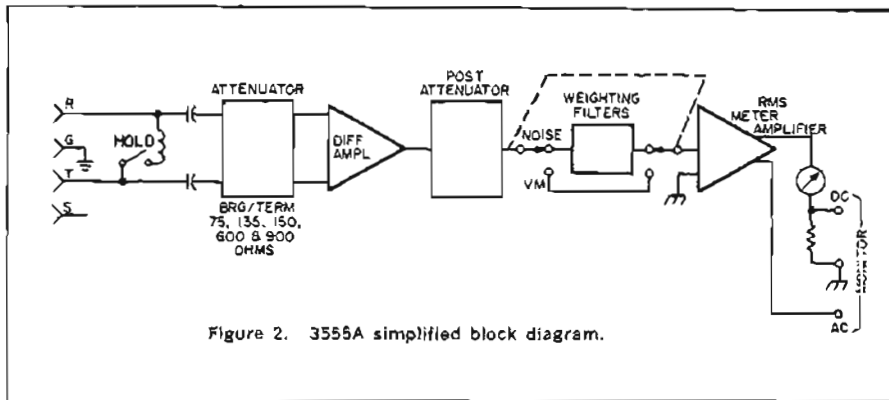 R
G
T
S
HOLD
ATTENUATOR
BRG/TERM
75, 135, 150,
600 & 900
OHMS
DIFF
AMPL
POST
ATTENUATOR
NOISE
VM
WEIGHTING
FILTERS
RMS
METER
AMPLIFIER
DC
MONITOR
AC
Figure 2. 3556A simplified block diagram.